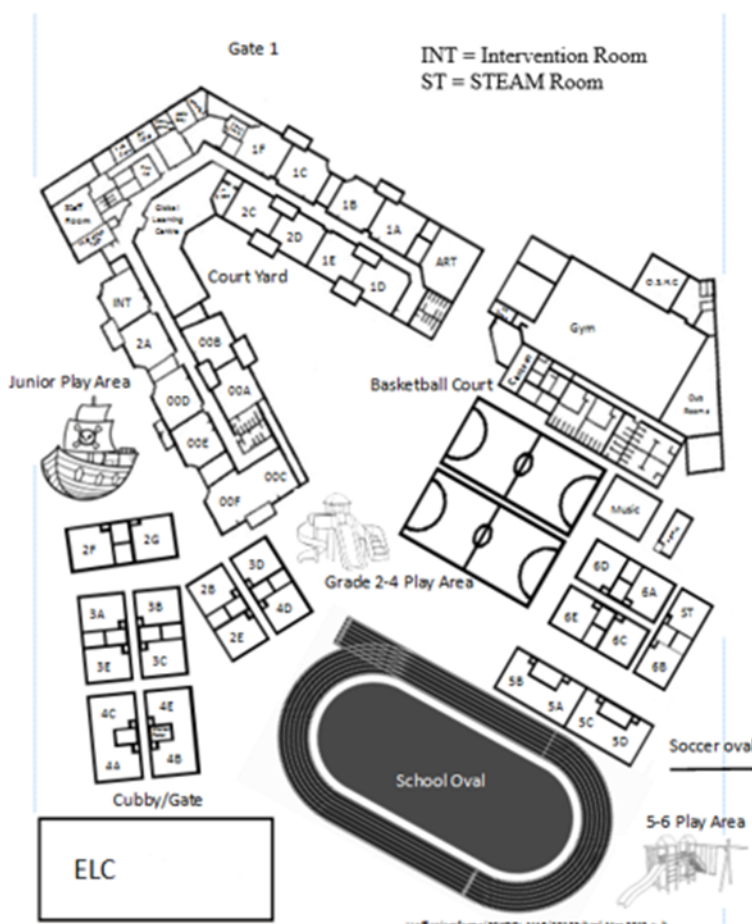 Gate 1
INT = Intervention Room
ST = STEAM Room
1F
1C
1B
1A
ART
Staff
Room
Global
Learning
Centre
2C
2D
1E
1D
Court Yard
INT
2A
00B
00A
00D
00E
00C
00F
Junior Play Area
O.S.H.C
Gym
Canteen
Basketball Court
Music
2F
2G
3D
2B
4D
2E
Grade 2-4 Play Area
6D
6A
ST
6E
6C
6B
3A
3B
3E
3C
5B
5A
5C
5D
4C
4E
4A
4B
Soccer oval
School Oval
Cubby/Gate
5-6 Play Area
ELC